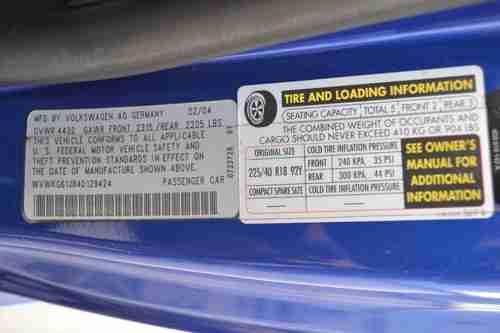 MFG BY VOLKSWAGEN AG GERMANY 02/04
GVWR 4432 GAWR FRONT 2315/REAR 2205 LBS
THIS VEHICLE CONFORMS TO ALL APPLICABLE
U.S. FEDERAL MOTOR VEHICLE SAFETY AND
THEFT PREVENTION STANDARDS IN EFFECT ON
THE DATE OF MANUFACTURE SHOWN ABOVE.
PASSENGER CAR
TIRE AND LOADING INFORMATION
SEATING CAPACITY TOTAL 5 FRONT 2 REAR 3
THE COMBINED WEIGHT OF OCCUPANTS AND
CARGO SHOULD NEVER EXCEED 410 KG OR 904 LBS
ORIGINAL SIZE
225/40 R18 92Y
COLD TIRE INFLATION PRESSURE
FRONT 240 KPA 35 PSI
REAR 300 KPA 44 PSI
COMPACT SPARE SIZE
COLD TIRE INFLATION PRESSURE
SEE OWNER'S
MANUAL FOR
ADDITIONAL
INFORMATION